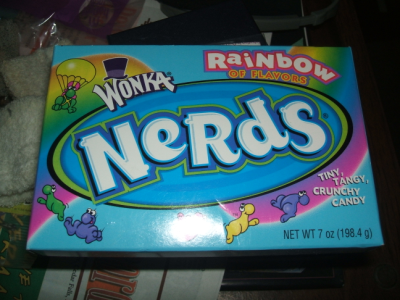 RaiNBOW
OF FLAVORS
WONKA
NeRdS
TINY,
TANGY,
CRUNCHY
CANDY
NET WT 7 oz (198.4 g)